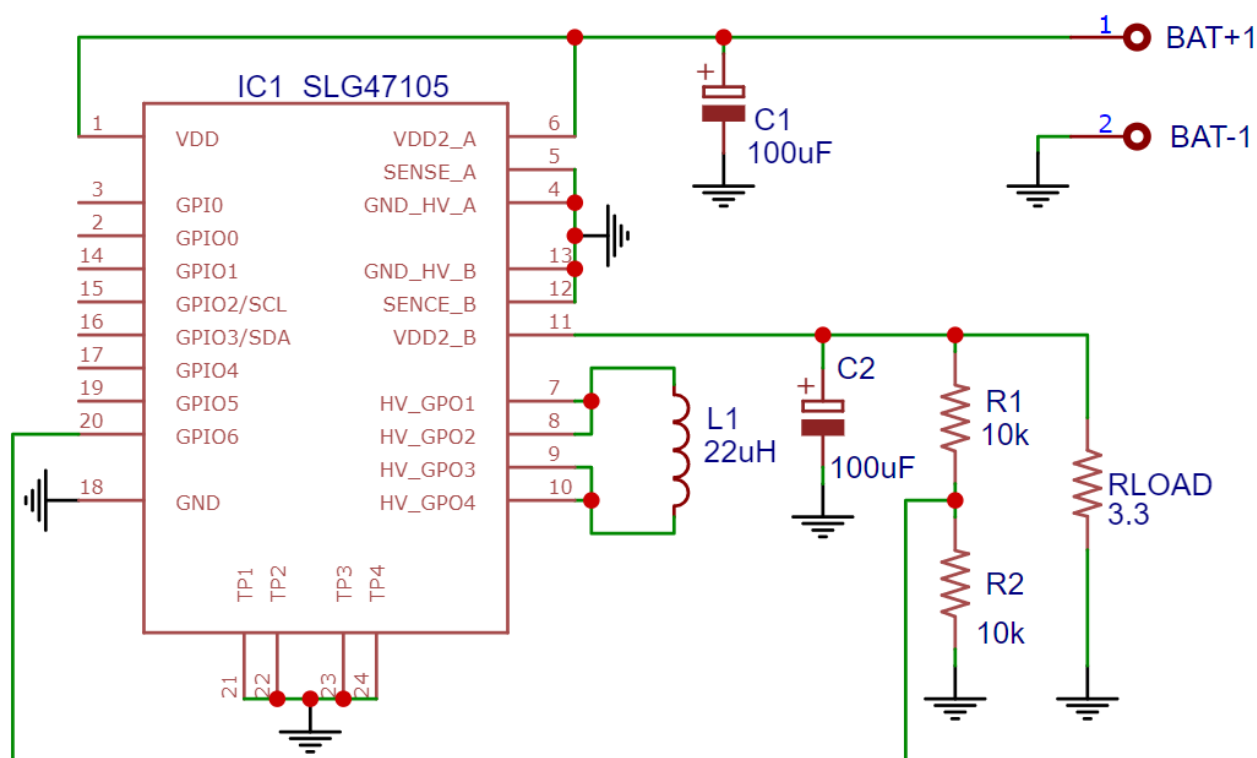 1 BAT+1
IC1 SLG47105
+
C1
100uF
2 BAT-1
1 VDD
VDD2_A 6
SENSE_A 5
3 GPI0
GND_HV_A 4
2 GPIO0
14 GPIO1
GND_HV_B 13
15 GPIO2/SCL
SENCE_B 12
16 GPIO3/SDA
VDD2_B 11
17 GPIO4
19 GPIO5
HV_GPO1 7
20 GPIO6
HV_GPO2 8
HV_GPO3 9
18 GND
HV_GPO4 10
L1
22uH
+
C2
100uF
R1
10k
RLOAD
3.3
R2
10k
TP1 TP2 TP3 TP4
21 22 23 24